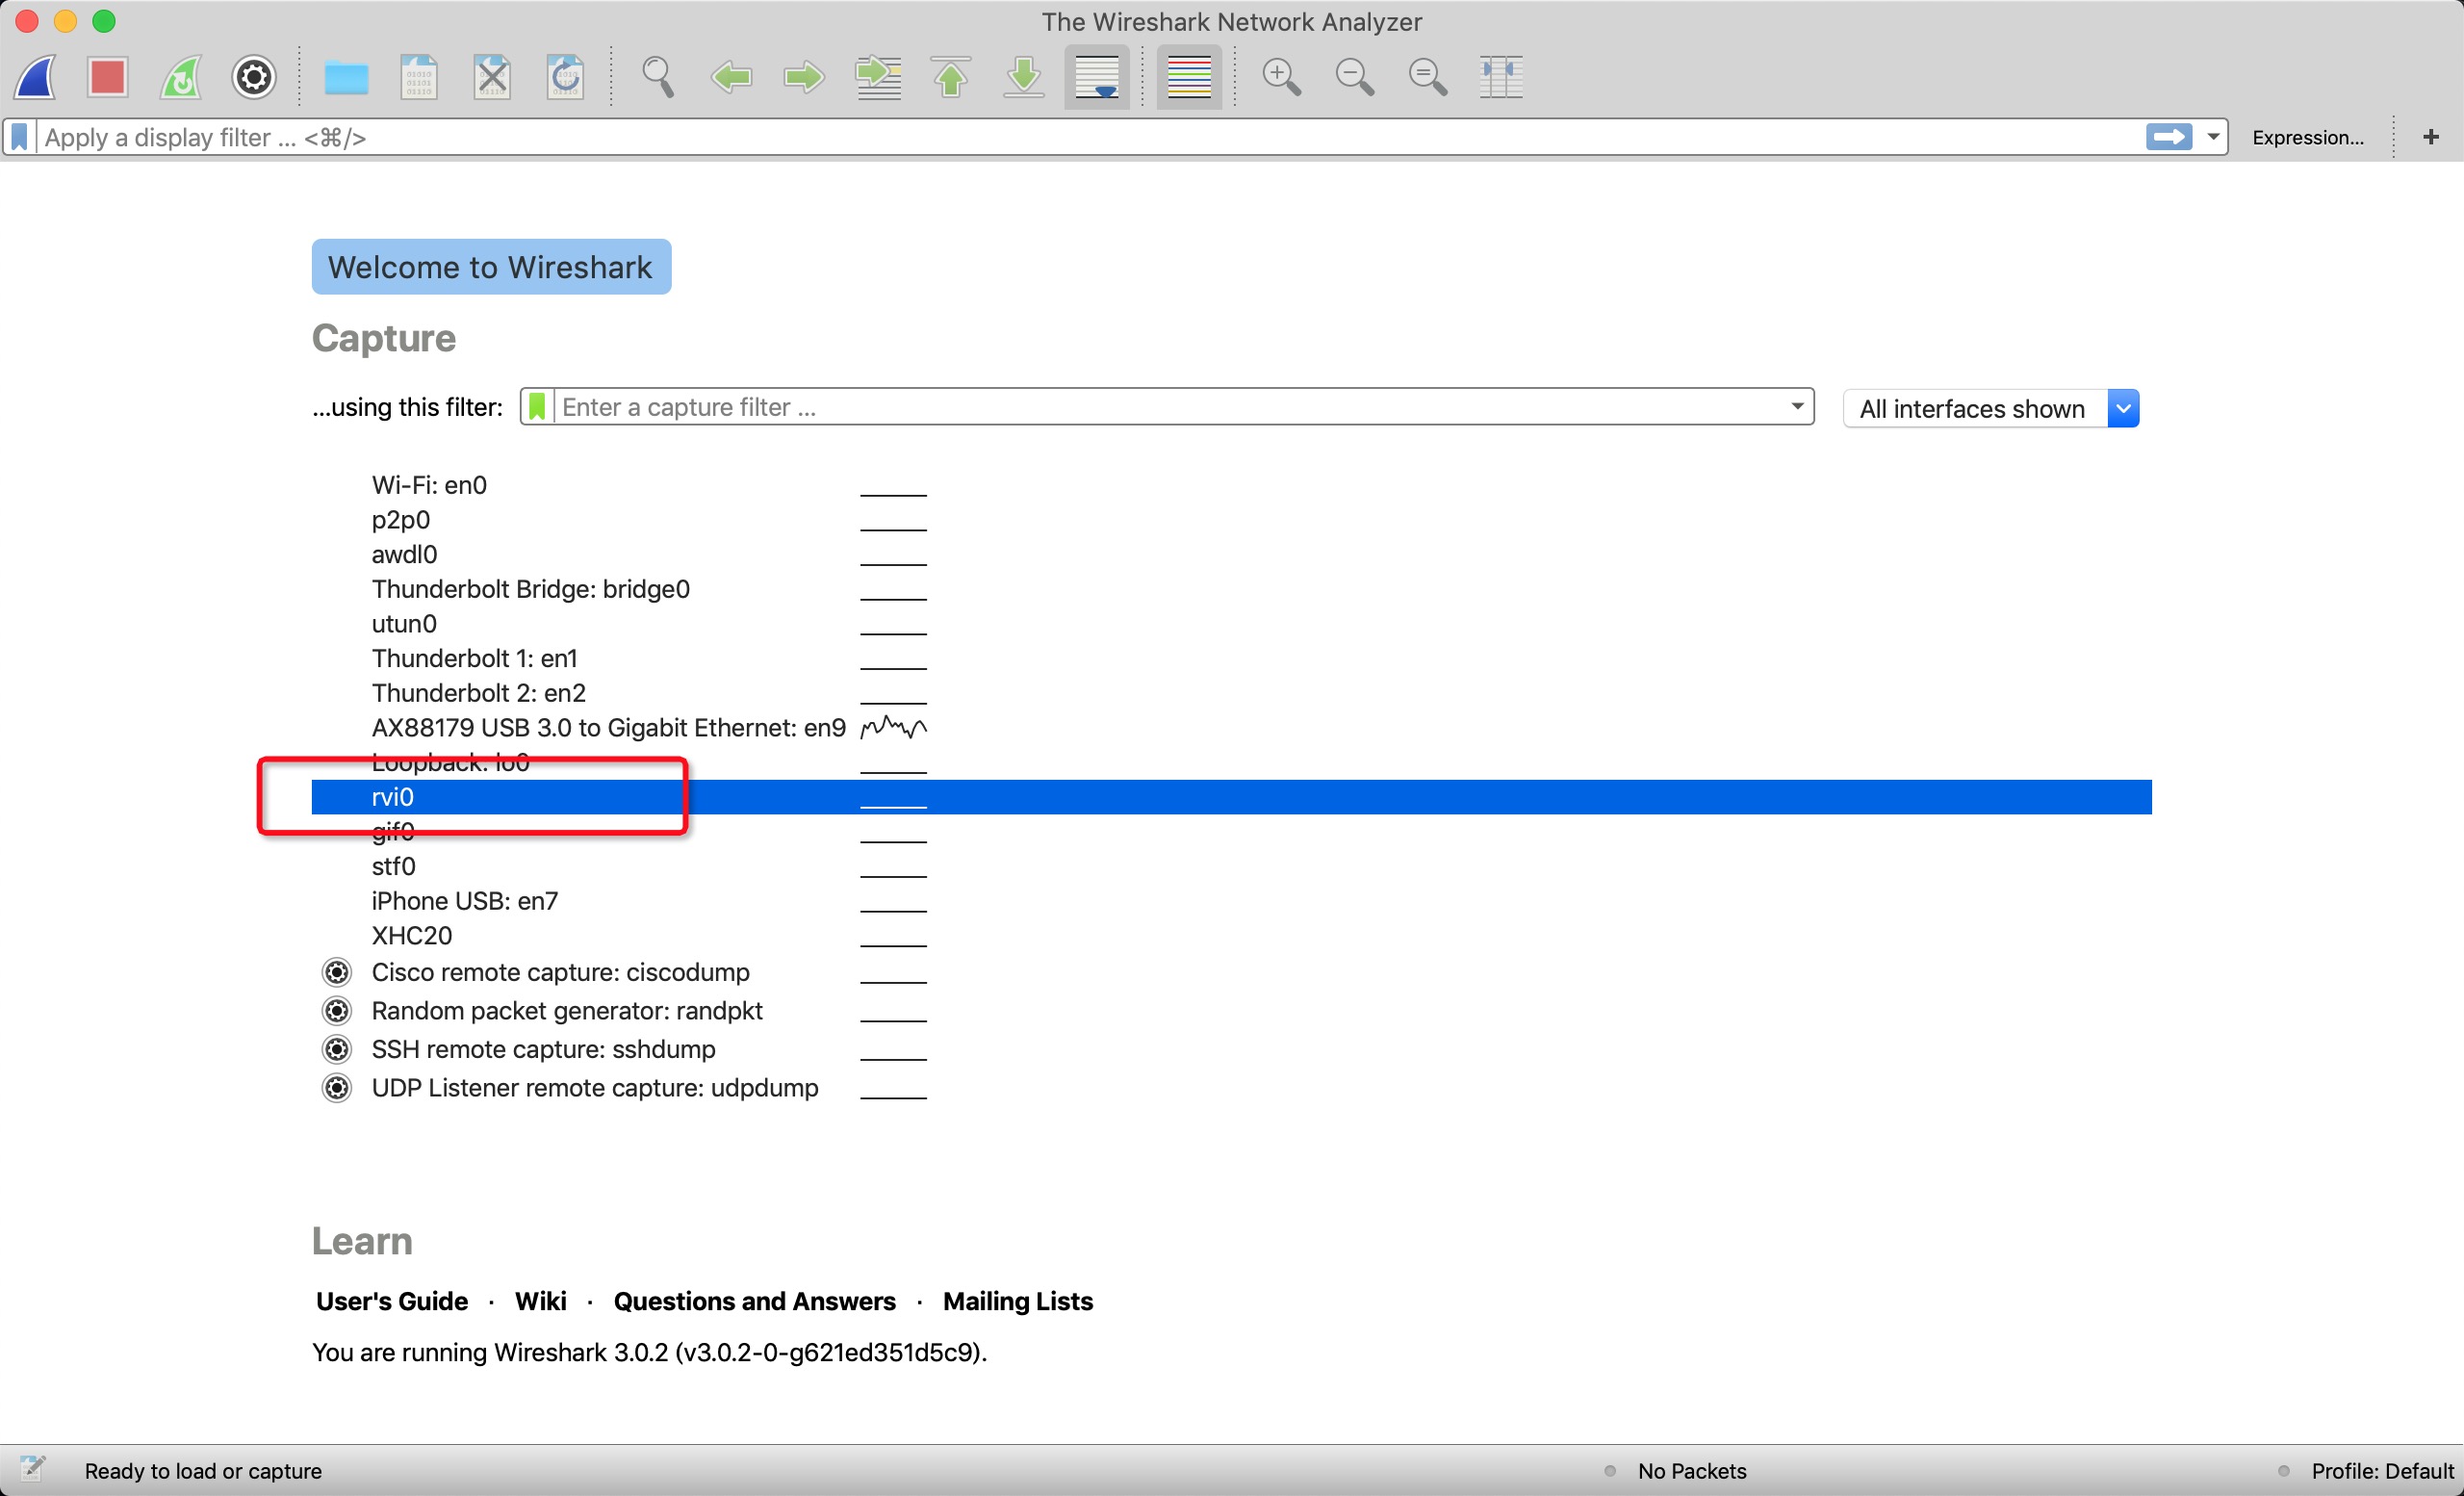 The Wireshark Network Analyzer
Apply a display filter ... <⌘/>
Expression...
+
Welcome to Wireshark
Capture
...using this filter:
Enter a capture filter ...
All interfaces shown
Wi-Fi: en0
p2p0
awdl0
Thunderbolt Bridge: bridge0
utun0
Thunderbolt 1: en1
Thunderbolt 2: en2
AX88179 USB 3.0 to Gigabit Ethernet: en9
Loopback: lo0
rvi0
gif0
stf0
iPhone USB: en7
XHC20
Cisco remote capture: ciscodump
Random packet generator: randpkt
SSH remote capture: sshdump
UDP Listener remote capture: udpdump
Learn
User's Guide · Wiki · Questions and Answers · Mailing Lists
You are running Wireshark 3.0.2 (v3.0.2-0-g621ed351d5c9).
Ready to load or capture
No Packets
Profile: Default